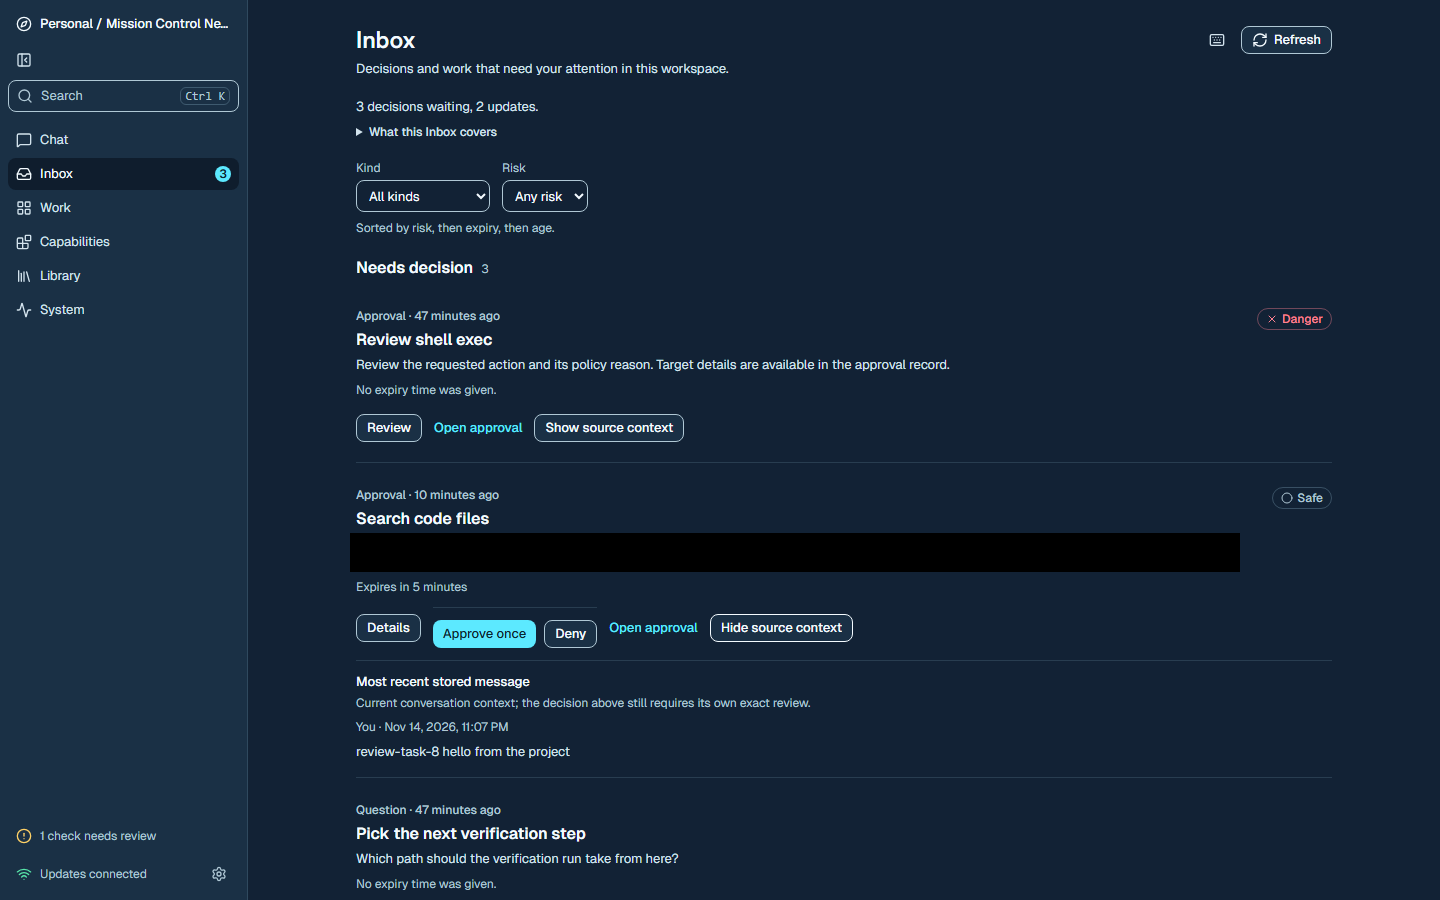 Personal / Mission Control Ne...
Search
Ctrl K
Chat
Inbox
3
Work
Capabilities
Library
System
1 check needs review
Updates connected
Inbox
Refresh
Decisions and work that need your attention in this workspace.
3 decisions waiting, 2 updates.
What this Inbox covers
Kind
Risk
All kinds
Any risk
Sorted by risk, then expiry, then age.
Needs decision 3
Approval · 47 minutes ago
Danger
Review shell exec
Review the requested action and its policy reason. Target details are available in the approval record.
No expiry time was given.
Review
Open approval
Show source context
Approval · 10 minutes ago
Safe
Search code files
Expires in 5 minutes
Details
Approve once
Deny
Open approval
Hide source context
Most recent stored message
Current conversation context; the decision above still requires its own exact review.
You · Nov 14, 2026, 11:07 PM
review-task-8 hello from the project
Question · 47 minutes ago
Pick the next verification step
Which path should the verification run take from here?
No expiry time was given.